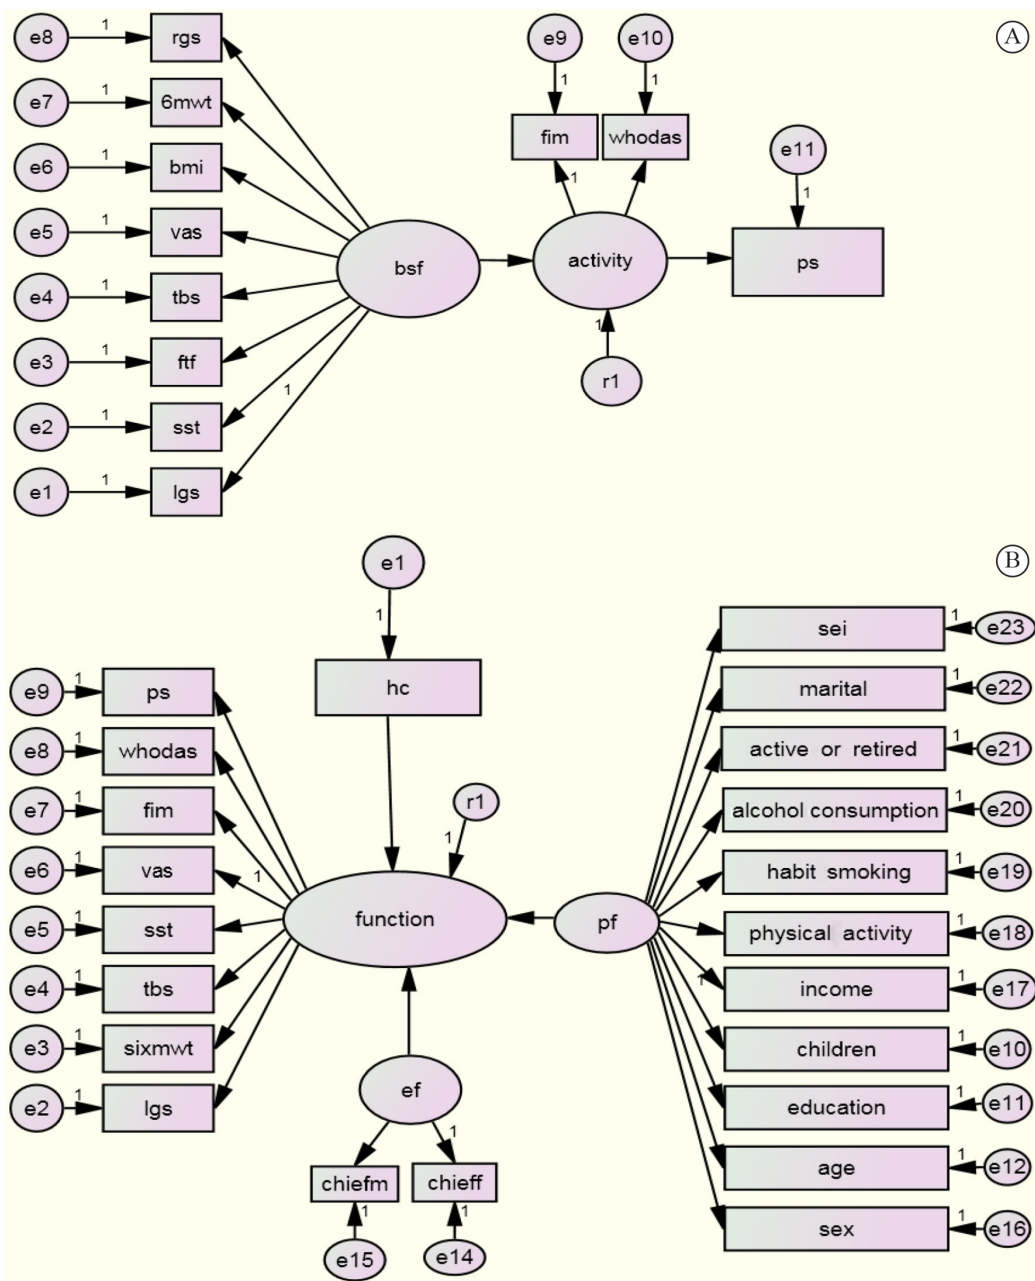 A
e8 1 rgs
e7 1 6mwt
e6 1 bmi
e5 1 vas
e4 1 tbs
e3 1 ftf
e2 1 sst
e1 1 lgs
1
bsf
e9 e10
1 1
fim whodas
1
activity
1
r1
e11
1
ps
B
e1
1
hc
e9 1 ps
e8 1 whodas
e7 1 fim
e6 1 vas
e5 1 sst
e4 1 tbs
e3 1 sixmwt
e2 1 lgs
1
r1
1
function
pf
ef
1
chiefm chieff
1 1
e15 e14
1
sei 1 e23
marital 1 e22
active or retired 1 e21
alcohol consumption 1 e20
habit smoking 1 e19
physical activity 1 e18
income 1 e17
children 1 e10
education 1 e11
age 1 e12
sex 1 e16